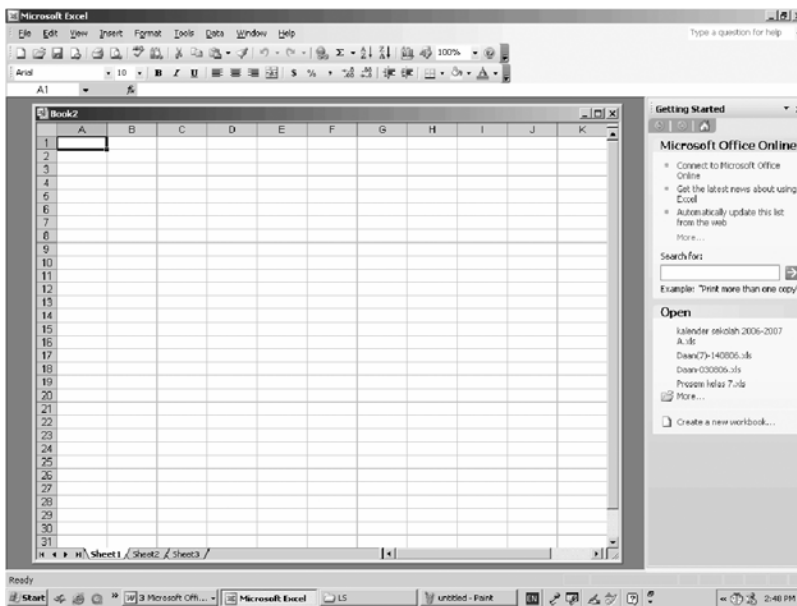 Microsoft Excel
File Edit View Insert Format Tools Data Window Help
Type a question for help
100%
Arial 10 B I U $ % ,
A1 fx
Book2
A B C D E F G H I J K
1
2
3
4
5
6
7
8
9
10
11
12
13
14
15
16
17
18
19
20
21
22
23
24
25
26
27
28
29
30
31
Sheet1 / Sheet2 / Sheet3 /
Getting Started
Microsoft Office Online
Connect to Microsoft Office
Online
Get the latest news about using
Excel
Automatically update this list
from the web
More...
Search for:
Example: "Print more than one copy"
Open
kalender sekolah 2006-2007
A.xls
Daan(7)-140806.xls
Daan-030806.xls
Prosem kelas 7.xls
More...
Create a new workbook...
Ready
Start 3 Microsoft Offi... Microsoft Excel LS untitled - Paint EN 2:40 PM